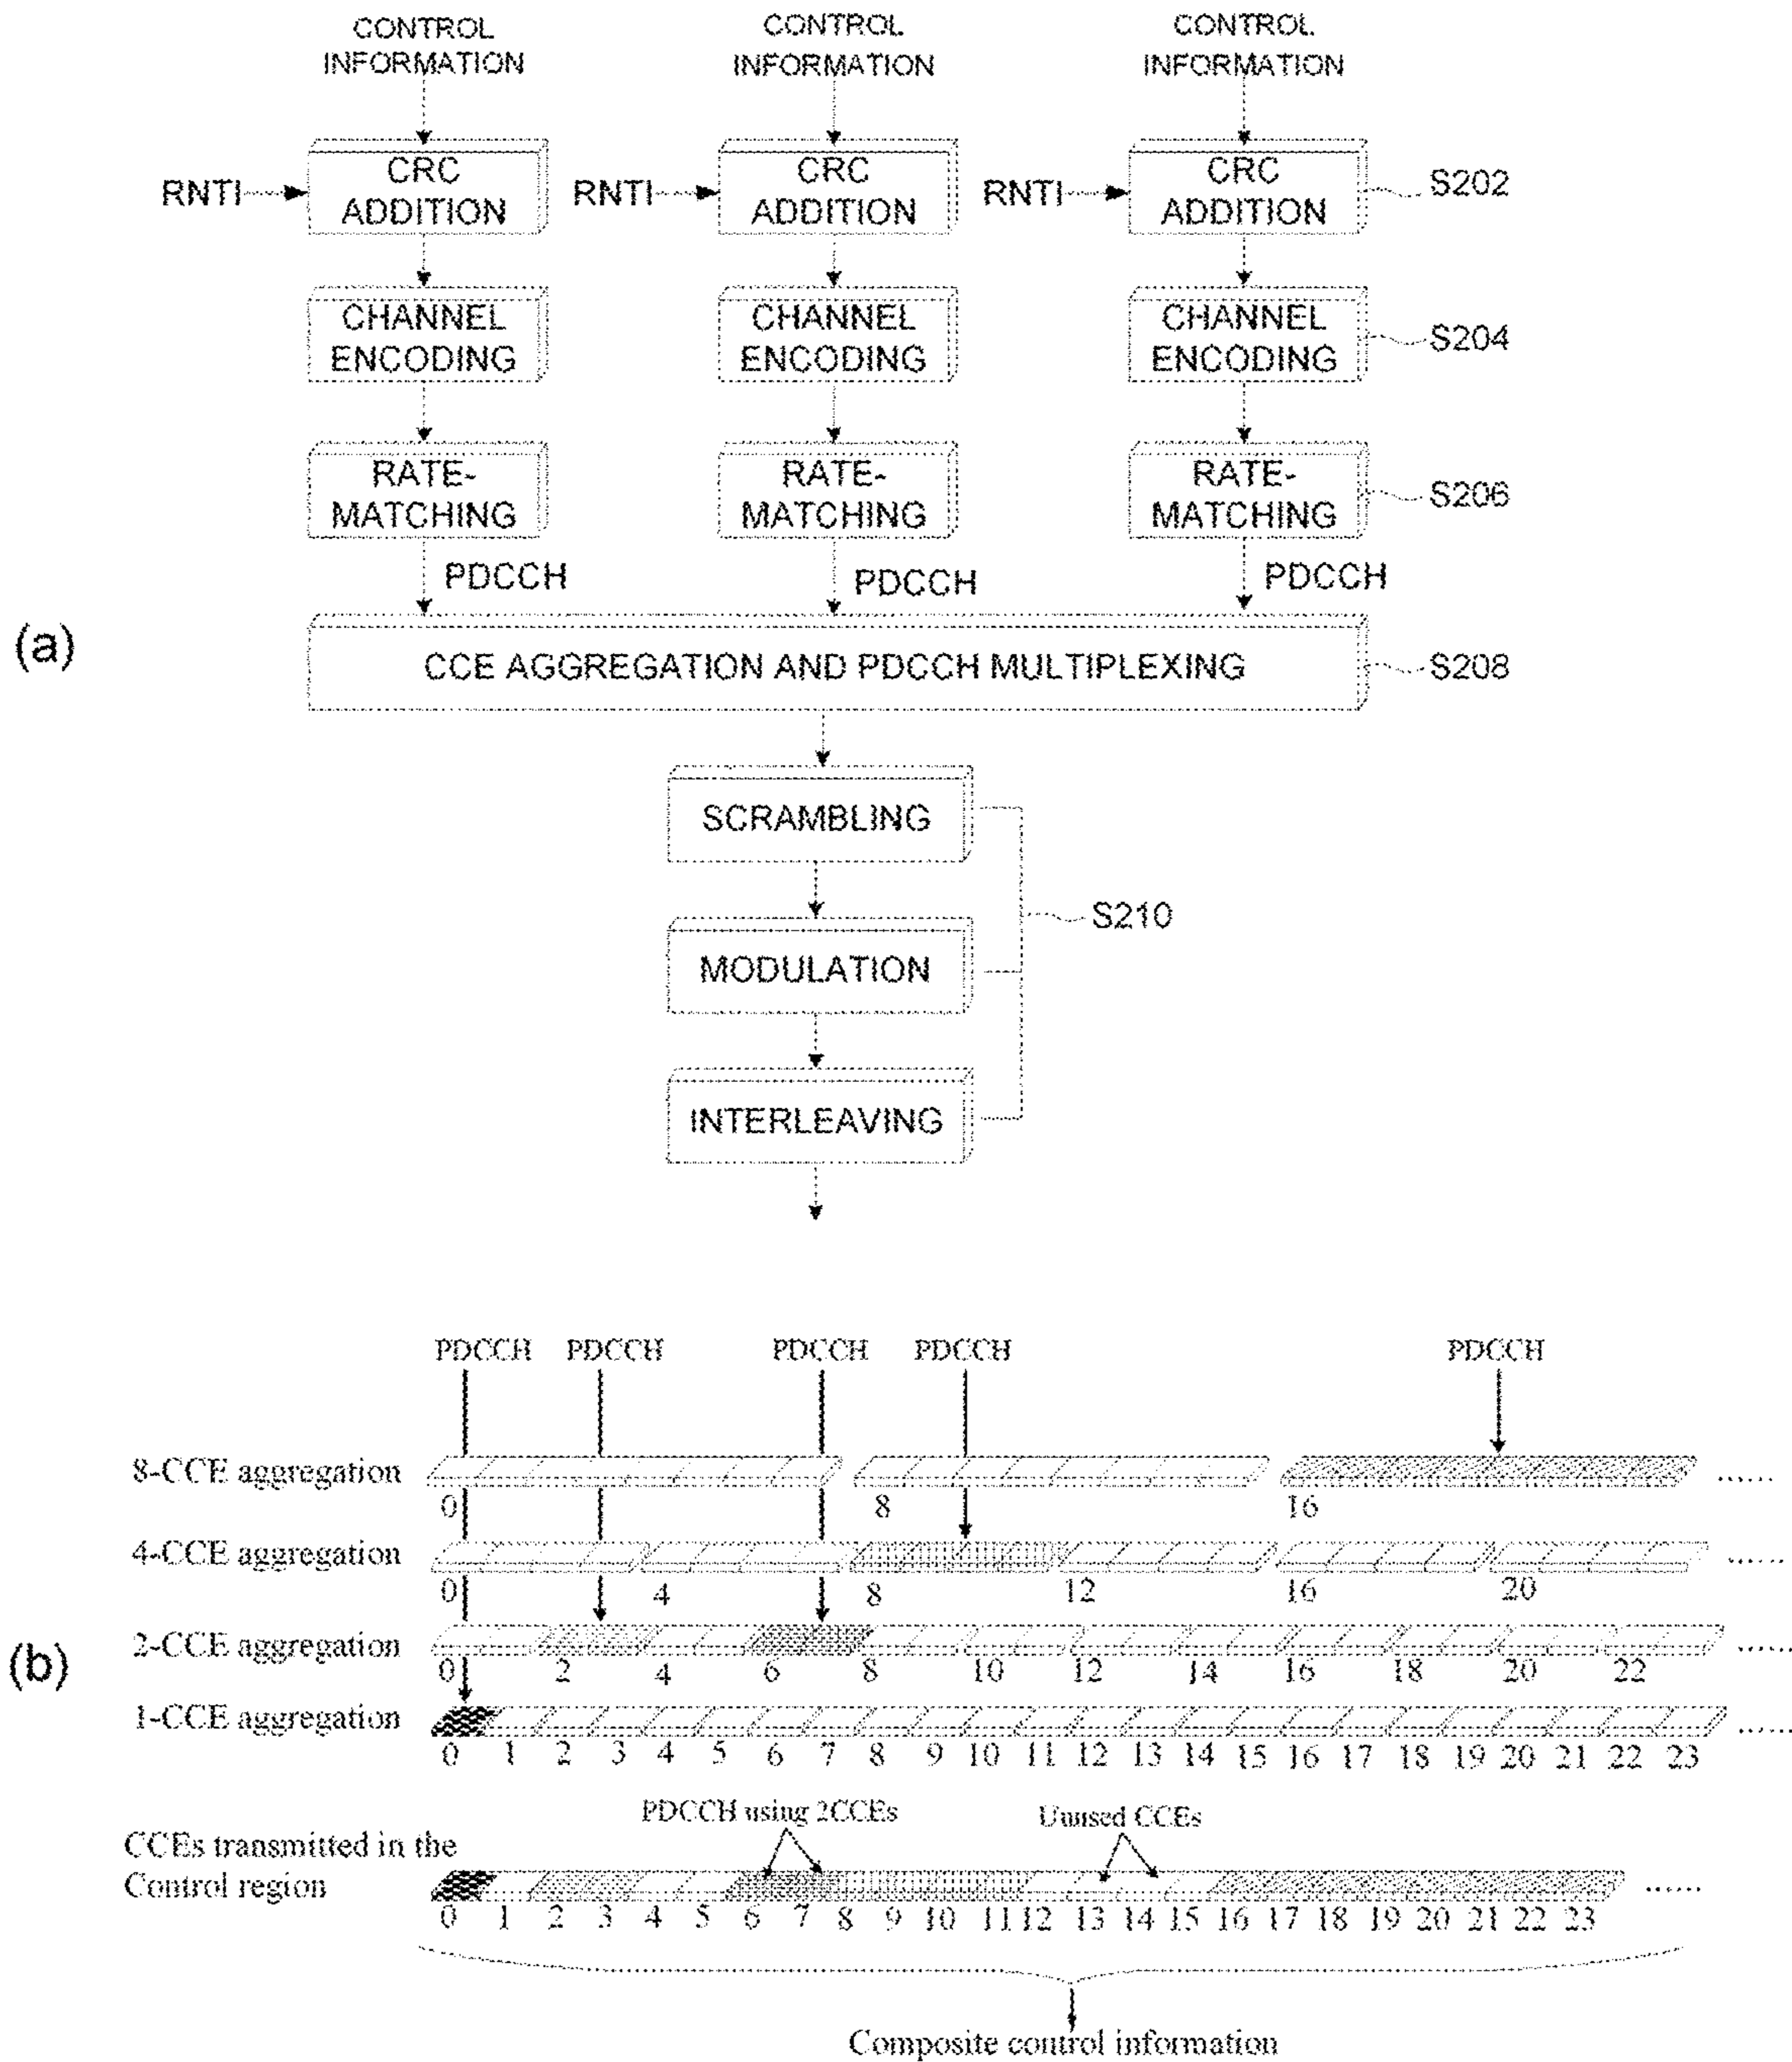 CONTROL INFORMATION
CONTROL INFORMATION
CONTROL INFORMATION
RNTI
CRC ADDITION
RNTI
CRC ADDITION
RNTI
CRC ADDITION
S202
CHANNEL ENCODING
CHANNEL ENCODING
CHANNEL ENCODING
S204
RATE-MATCHING
RATE-MATCHING
RATE-MATCHING
S206
PDCCH
PDCCH
PDCCH
(a)
CCE AGGREGATION AND PDCCH MULTIPLEXING
S208
SCRAMBLING
S210
MODULATION
INTERLEAVING
PDCCH PDCCH PDCCH PDCCH PDCCH
8-CCE aggregation
0 8 16
4-CCE aggregation
0 4 8 12 16 20
(b)
2-CCE aggregation
0 2 4 6 8 10 12 14 16 18 20 22
1-CCE aggregation
0 1 2 3 4 5 6 7 8 9 10 11 12 13 14 15 16 17 18 19 20 21 22 23
PDCCH using 2CCEs
Unused CCEs
CCEs transmitted in the
Control region
0 1 2 3 4 5 6 7 8 9 10 11 12 13 14 15 16 17 18 19 20 21 22 23
Composite control information